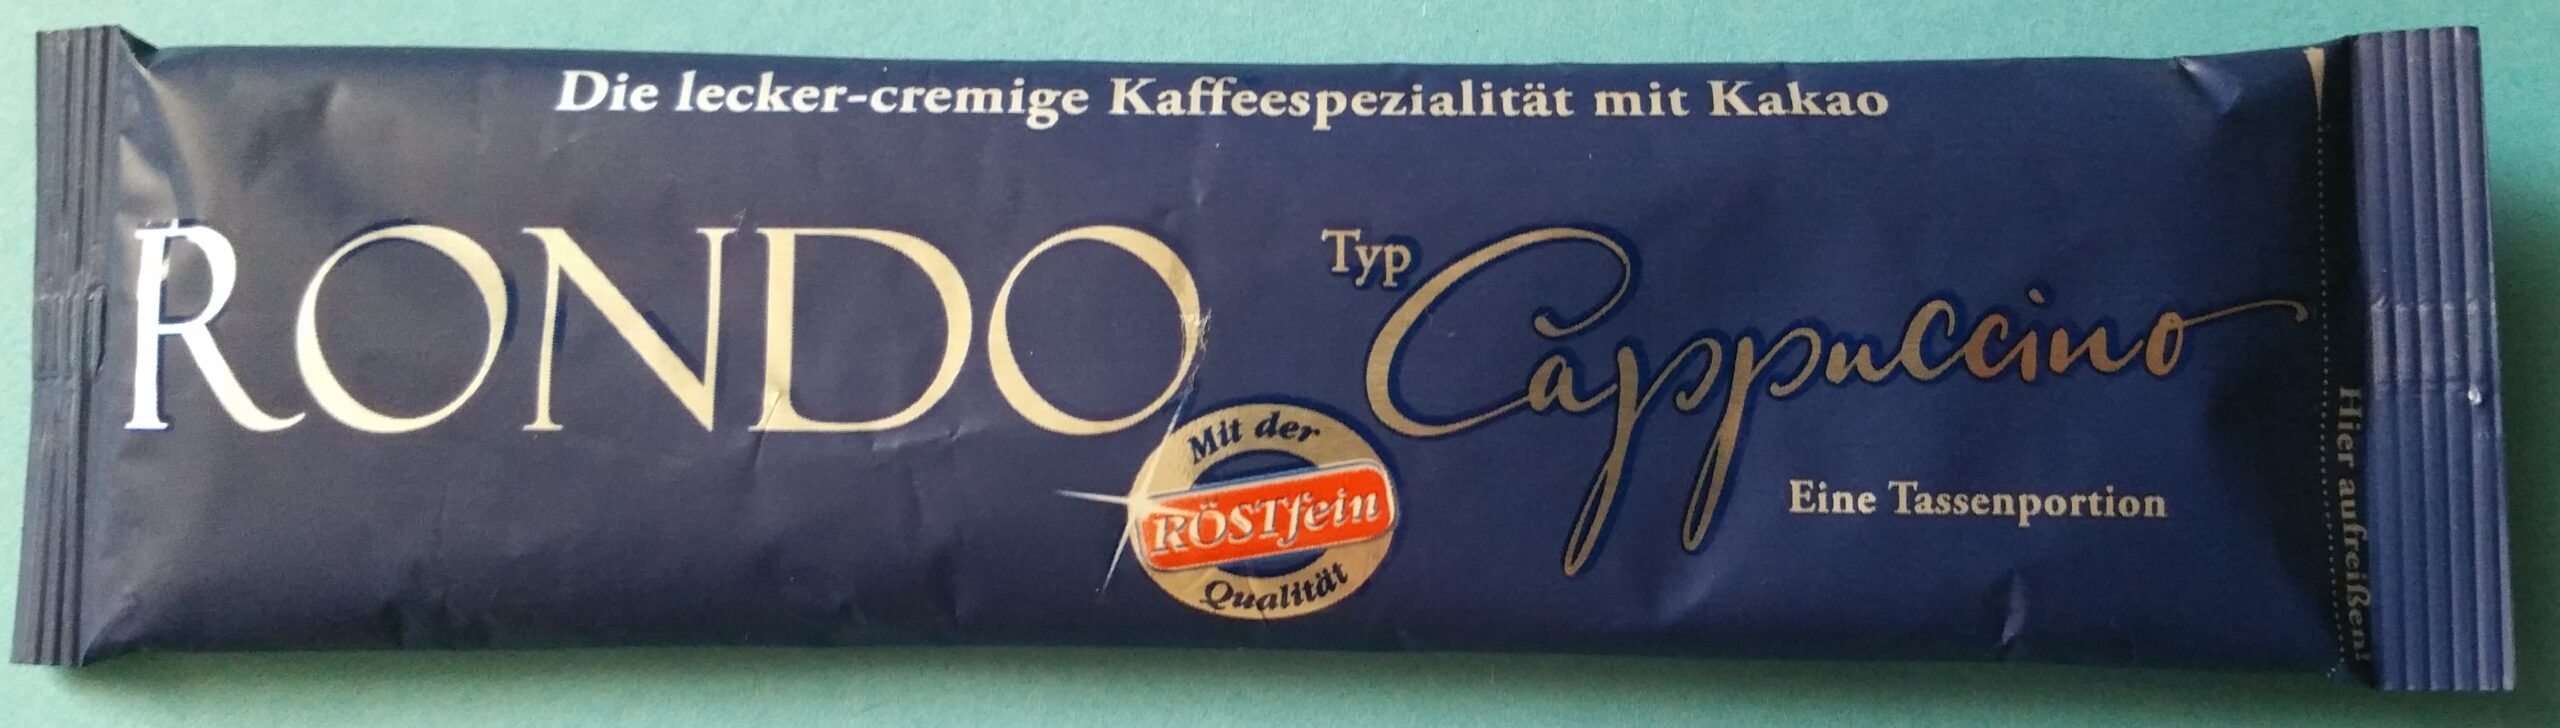 Die lecker-cremige Kaffeespezialität mit Kakao
RONDO
Typ Cappuccino
Mit der
RÖSTfein
Qualität
Eine Tassenportion
Hier aufreißen!